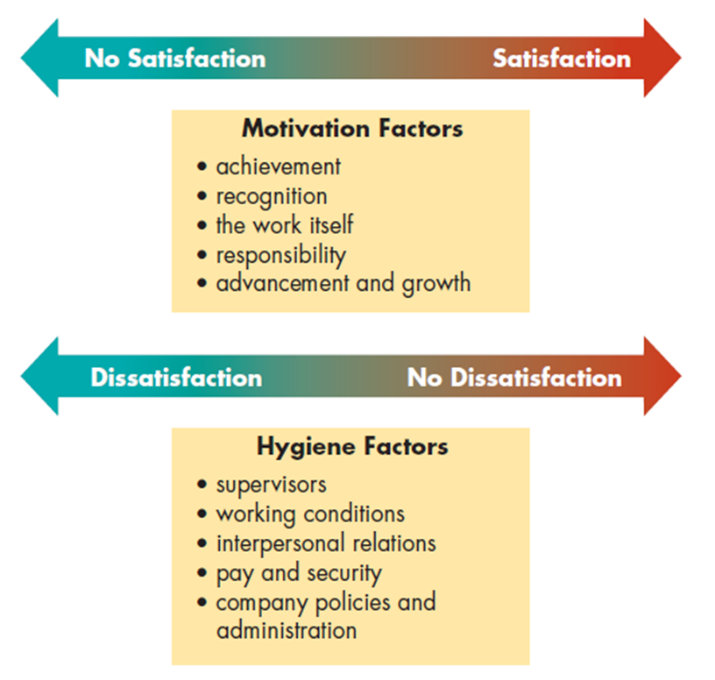 No Satisfaction Satisfaction
Motivation Factors
• achievement
• recognition
• the work itself
• responsibility
• advancement and growth
Dissatisfaction No Dissatisfaction
Hygiene Factors
• supervisors
• working conditions
• interpersonal relations
• pay and security
• company policies and
administration